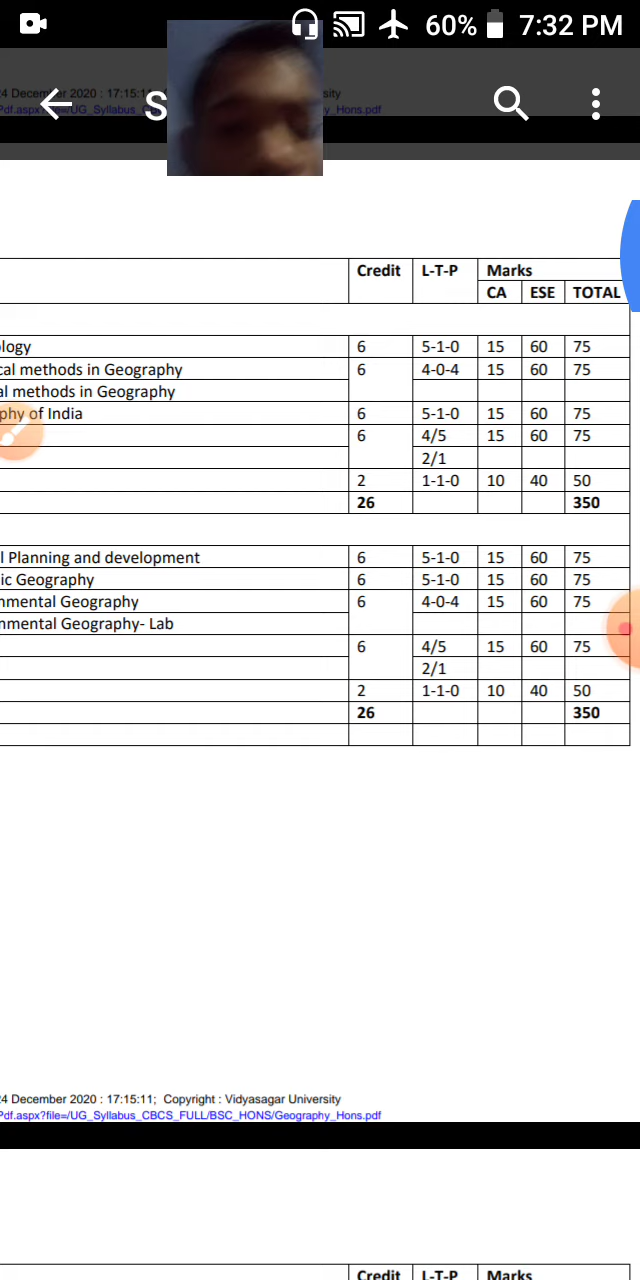 60% 7:32 PM
S
24 December 2020 : 17:15:1
sity
Pdf.aspx?file=/UG_Syllabus_C
y_Hons.pdf
Credit L-T-P Marks
CA ESE TOTAL
ology 6 5-1-0 15 60 75
cal methods in Geography 6 4-0-4 15 60 75
al methods in Geography
phy of India 6 5-1-0 15 60 75
6 4/5 15 60 75
2/1
2 1-1-0 10 40 50
26 350
l Planning and development 6 5-1-0 15 60 75
ic Geography 6 5-1-0 15 60 75
nmental Geography 6 4-0-4 15 60 75
nmental Geography- Lab
6 4/5 15 60 75
2/1
2 1-1-0 10 40 50
26 350
24 December 2020 : 17:15:11; Copyright : Vidyasagar University
Pdf.aspx?file=/UG_Syllabus_CBCS_FULL/BSC_HONS/Geography_Hons.pdf
Credit L-T-P Marks